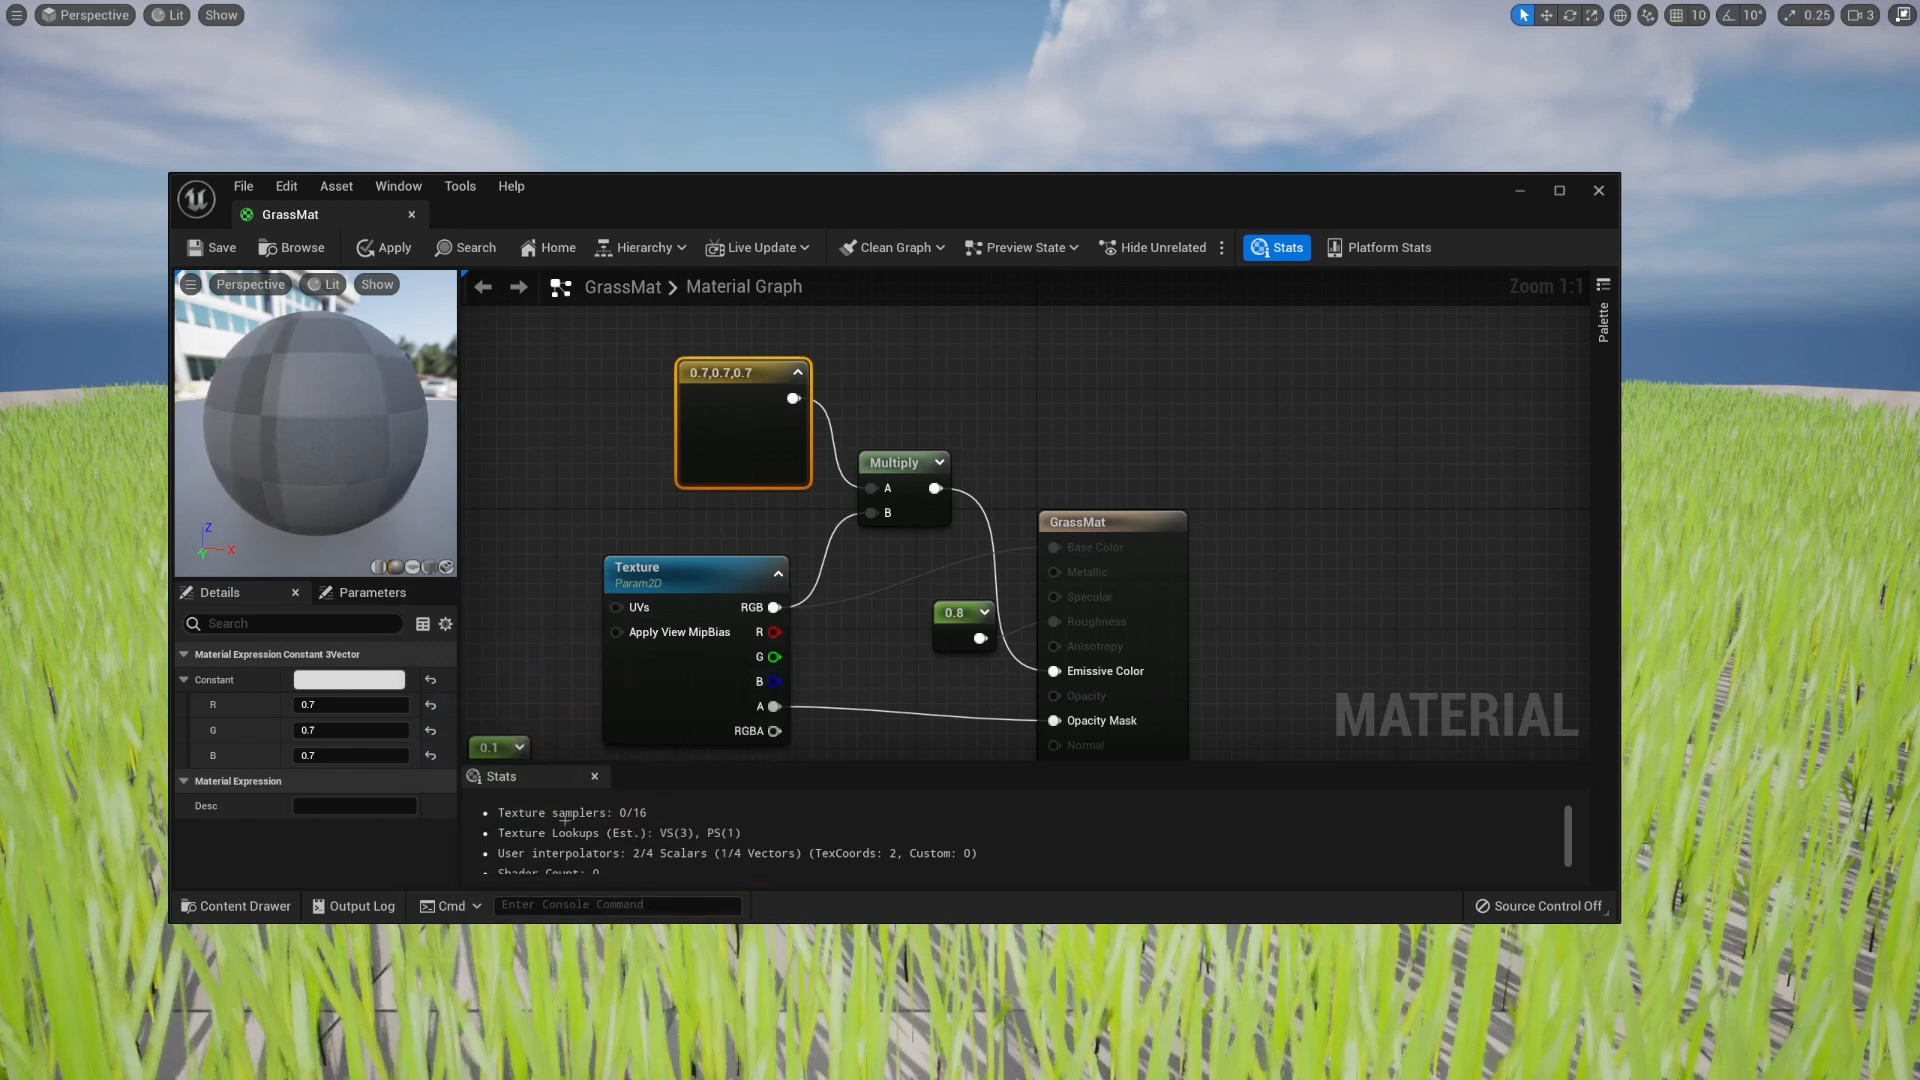 Perspective Lit Show
10 10° 0.25 3
File Edit Asset Window Tools Help
GrassMat
Save Browse Apply Search Home Hierarchy Live Update Clean Graph Preview State Hide Unrelated Stats Platform Stats
Perspective Lit Show
GrassMat > Material Graph
Zoom 1:1
Palette
0.7,0.7,0.7
Multiply
A
B
Texture
Param2D
UVs RGB
Apply View MipBias R
G
B
A
RGBA
0.8
0.1
GrassMat
Base Color
Metallic
Specular
Roughness
Anisotropy
Emissive Color
Opacity
Opacity Mask
Normal
MATERIAL
Z
X
Y
Details Parameters
Search
Material Expression Constant 3Vector
Constant
R 0.7
G 0.7
B 0.7
Material Expression
Desc
Stats
• Texture samplers: 0/16
• Texture Lookups (Est.): VS(3), PS(1)
• User interpolators: 2/4 Scalars (1/4 Vectors) (TexCoords: 2, Custom: 0)
• Shader Count: 0
Content Drawer Output Log Cmd Enter Console Command Source Control Off